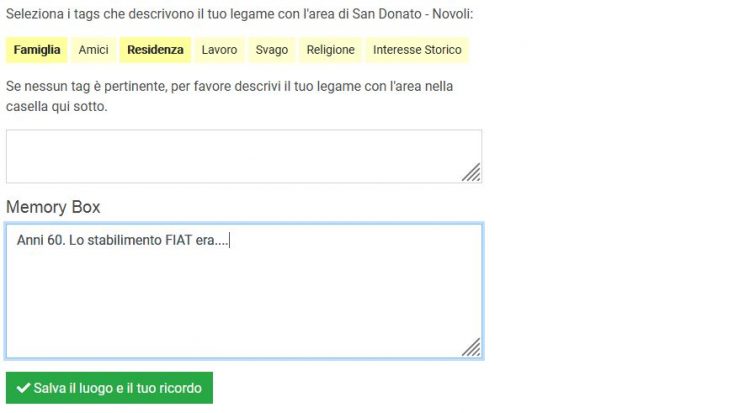 Seleziona i tags che descrivono il tuo legame con l'area di San Donato - Novoli:
Famiglia Amici Residenza Lavoro Svago Religione Interesse Storico
Se nessun tag è pertinente, per favore descrivi il tuo legame con l'area nella
casella qui sotto.
Memory Box
Anni 60. Lo stabilimento FIAT era....
Salva il luogo e il tuo ricordo